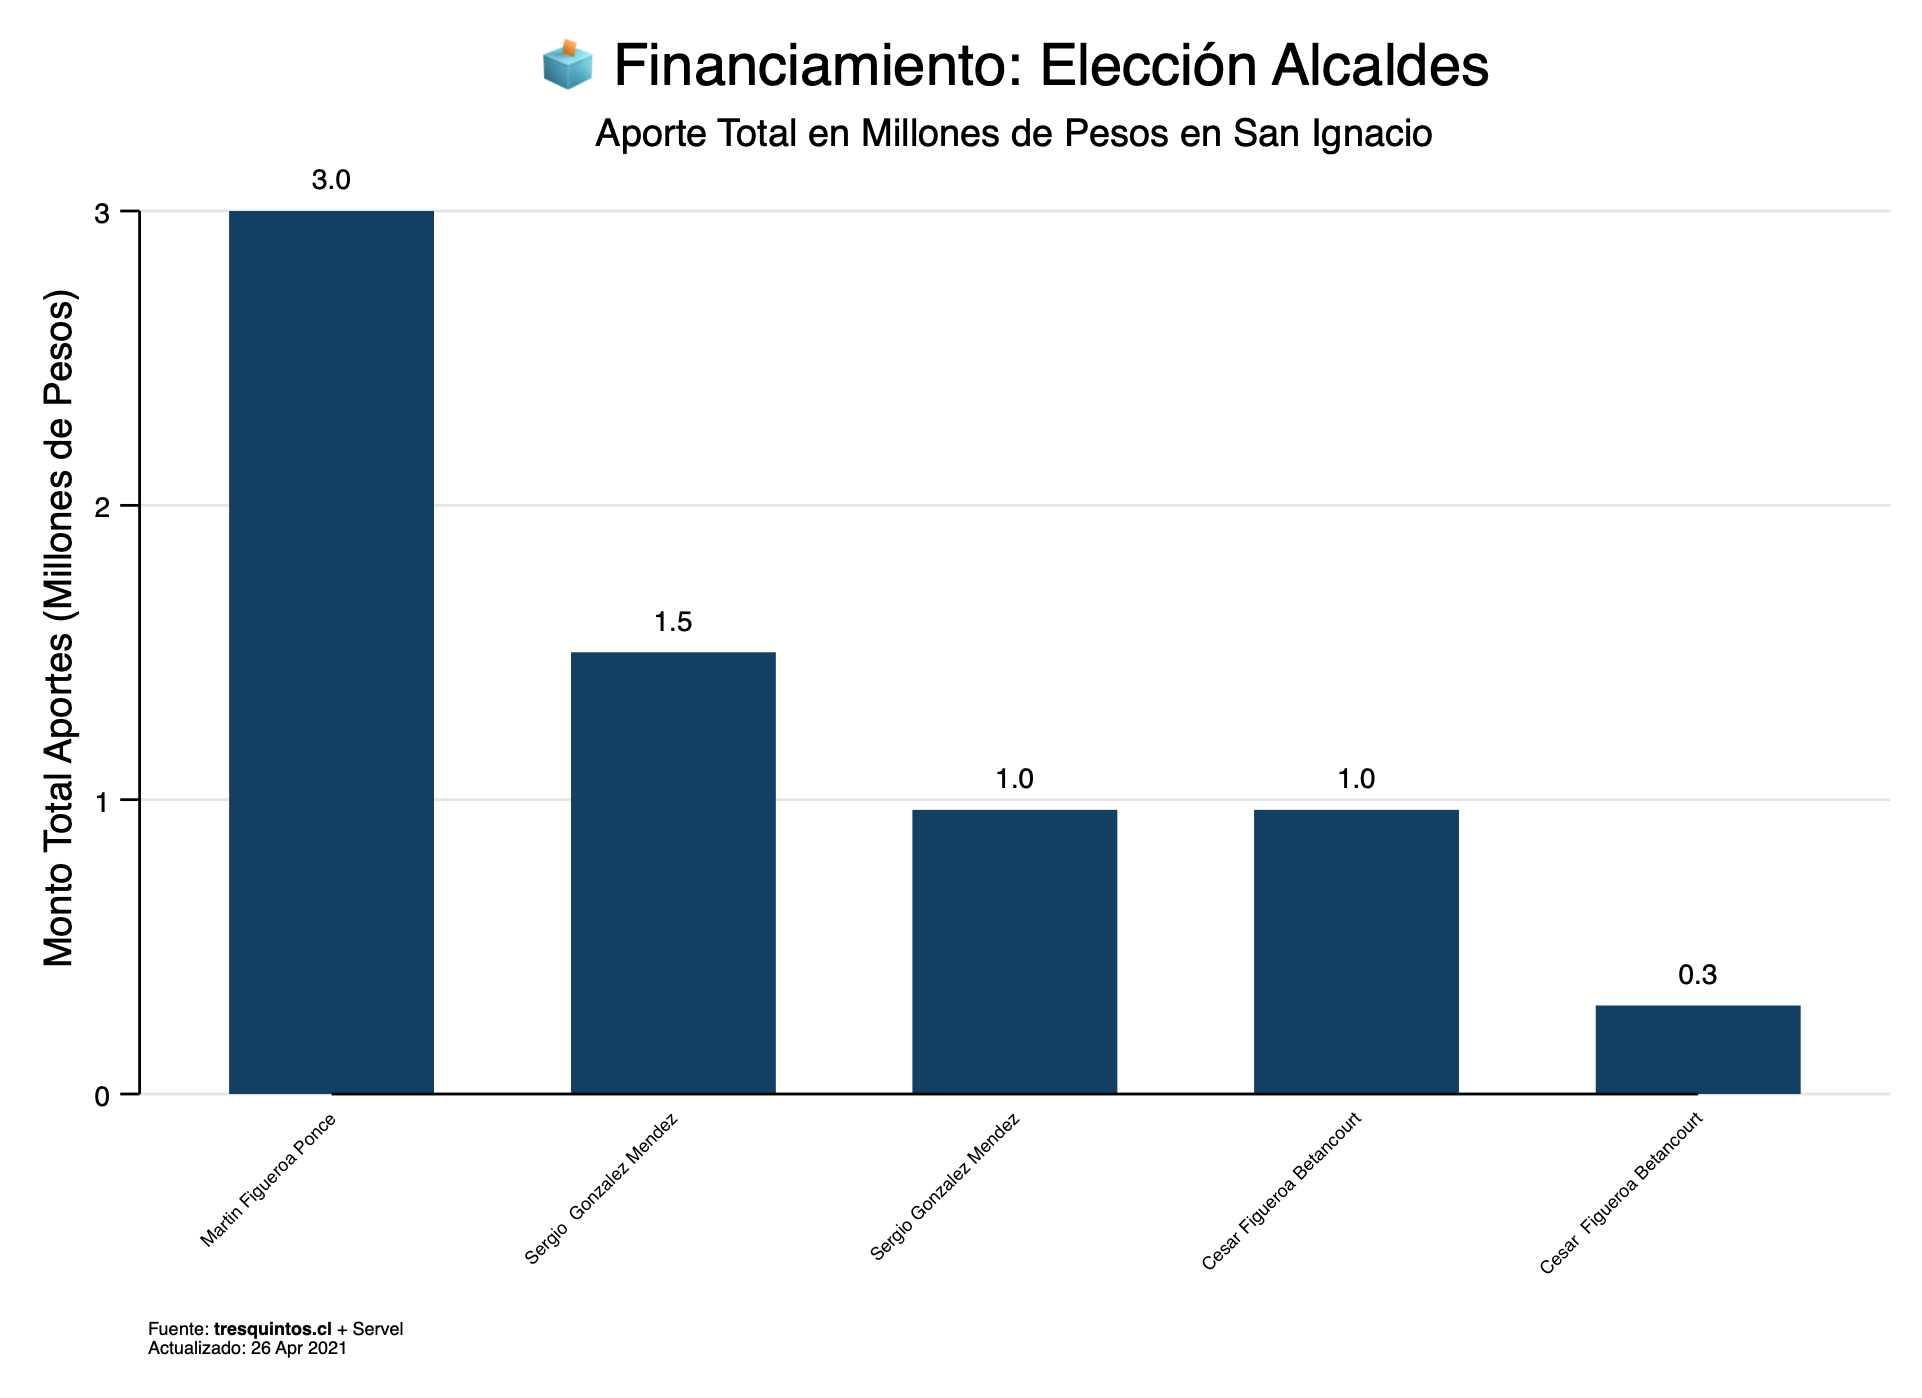 🗳️ Financiamiento: Elección Alcaldes
Aporte Total en Millones de Pesos en San Ignacio
Monto Total Aportes (Millones de Pesos)
3
2
1
0
3.0
1.5
1.0
1.0
0.3
Martin Figueroa Ponce
Sergio  Gonzalez Mendez
Sergio Gonzalez Mendez
Cesar Figueroa Betancourt
Cesar  Figueroa Betancourt
Fuente: tresquintos.cl + Servel
Actualizado: 26 Apr 2021